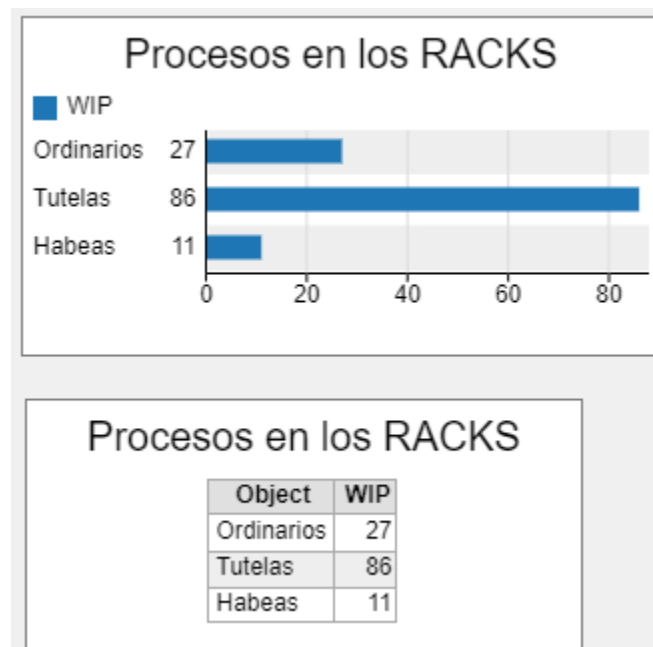 Procesos en los RACKS
WIP
Ordinarios 27
Tutelas 86
Habeas 11
0 20 40 60 80
Procesos en los RACKS
Object WIP
Ordinarios 27
Tutelas 86
Habeas 11